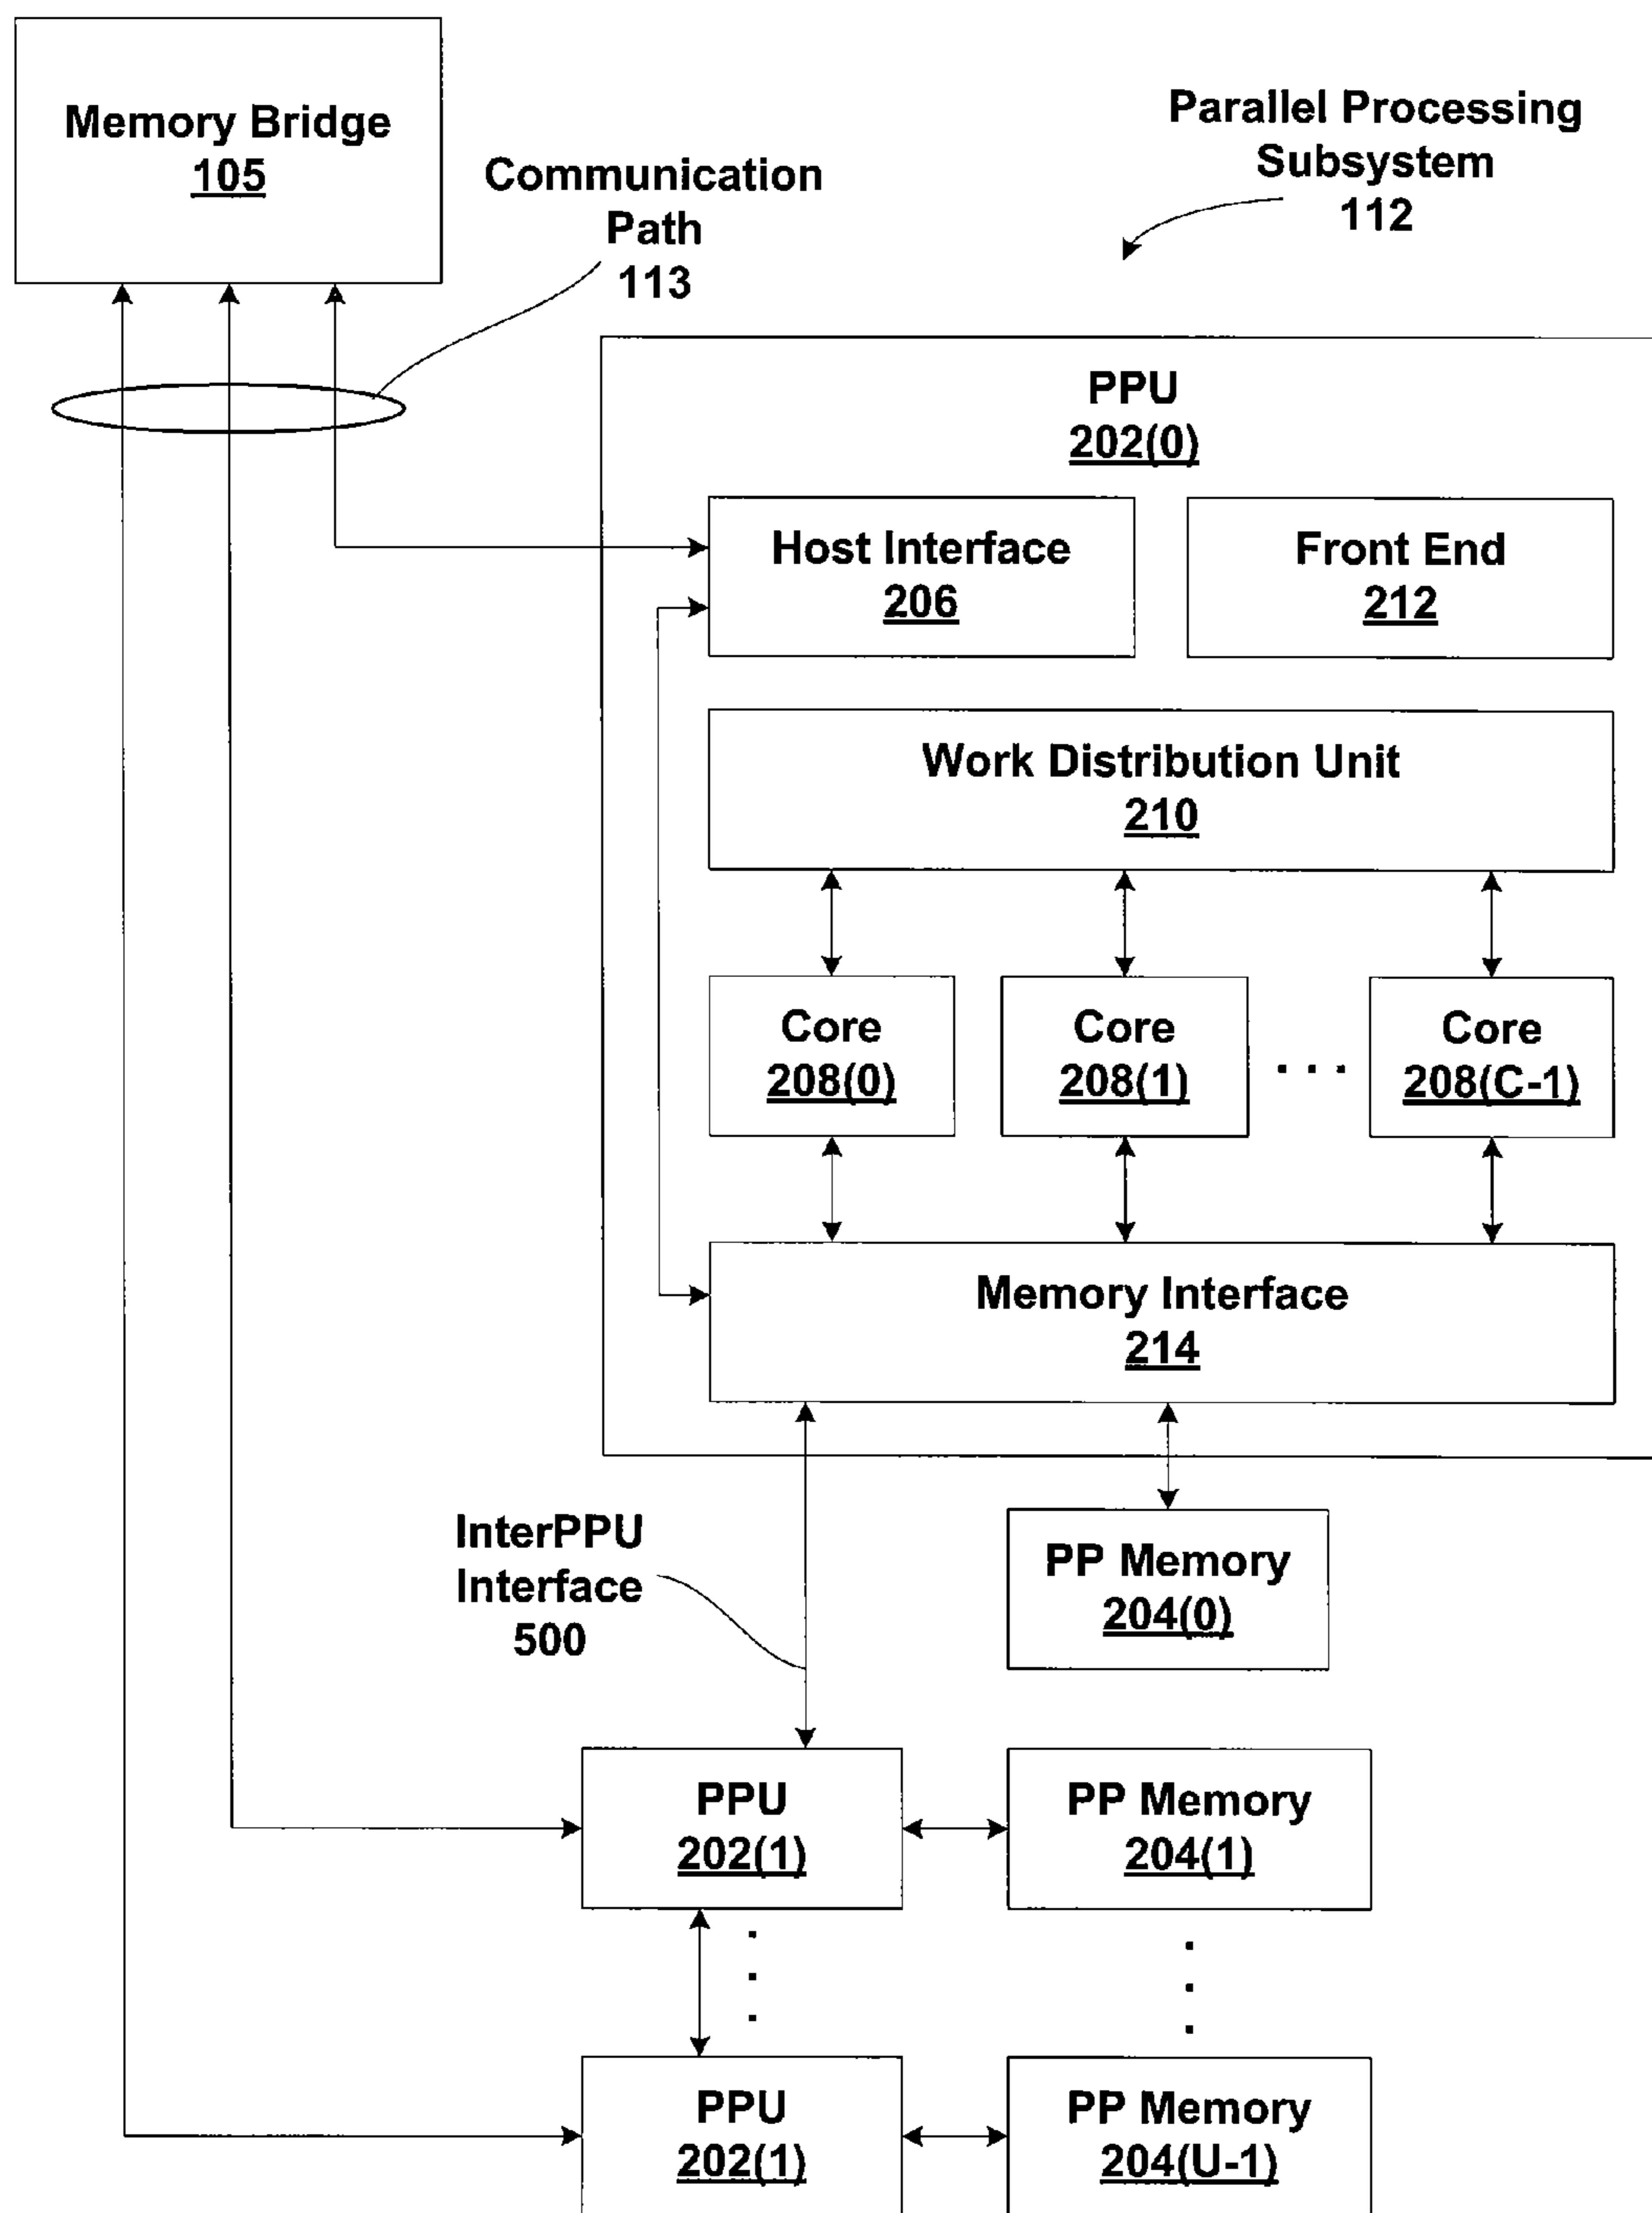 Memory Bridge
105
Communication
Path
113
Parallel Processing
Subsystem
112
PPU
202(0)
Host Interface
206
Front End
212
Work Distribution Unit
210
Core
208(0)
Core
208(1)
. . .
Core
208(C-1)
Memory Interface
214
InterPPU
Interface
500
PP Memory
204(0)
PPU
202(1)
PP Memory
204(1)
PPU
202(1)
PP Memory
204(U-1)